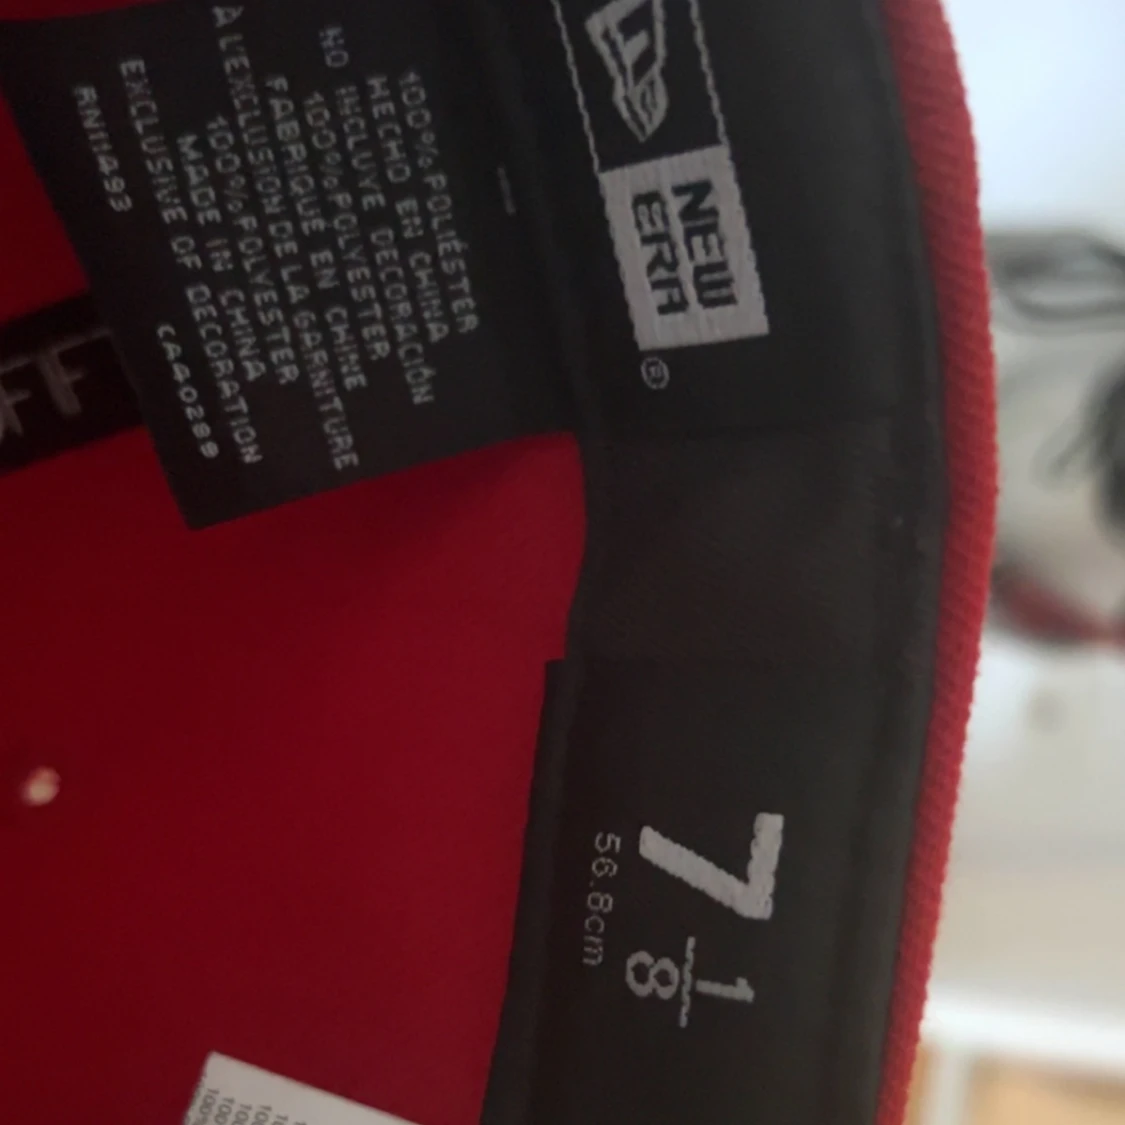 NEW
ERA
®
100% POLIÉSTER
HECHO EN CHINA
NO INCLUYE DECORACIÓN
100% POLYESTER
FABRIQUE EN CHINE
À L'EXCLUSION DE LA GARNITURE
100% POLYESTER
MADE IN CHINA
EXCLUSIVE OF DECORATION
RN11493 CA40289
7 1/8
56.8cm